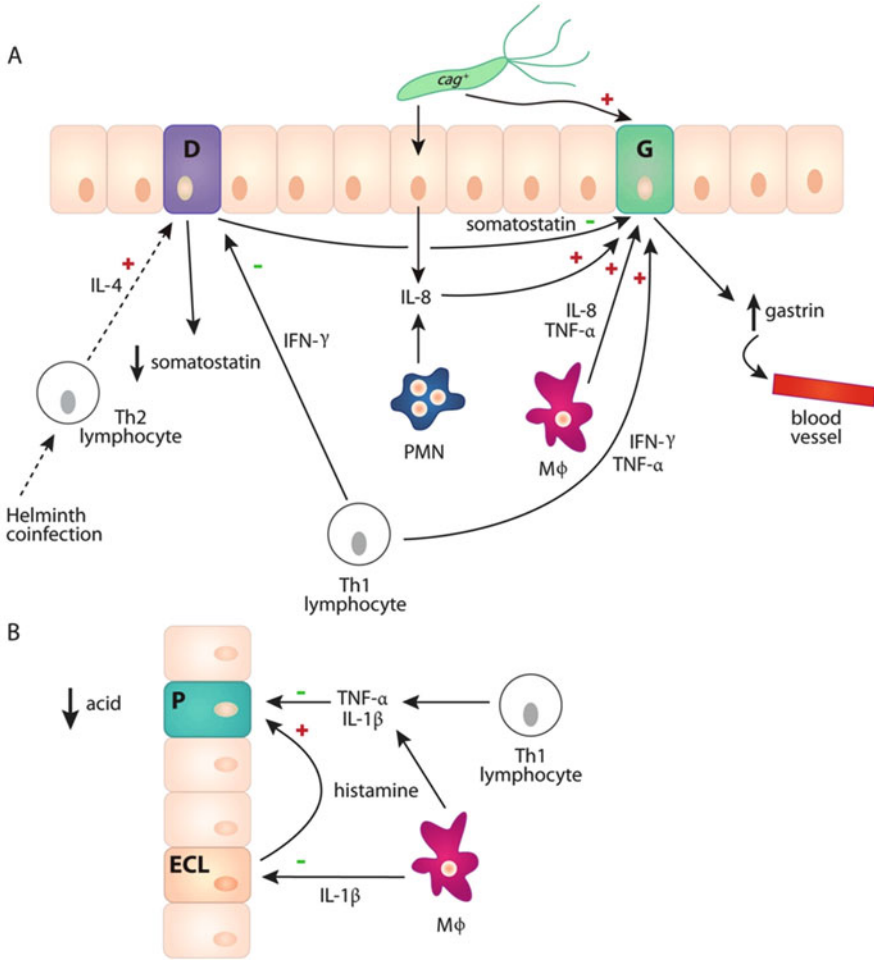 A
cag+
+
D
G
somatostatin -
+
IL-4
-
+
+
+
IL-8
IL-8
TNF-α
IFN-γ
gastrin
somatostatin
Th2
lymphocyte
PMN
Mϕ
blood
vessel
IFN-γ
TNF-α
Helminth
coinfection
Th1
lymphocyte
B
P
acid
-
TNF-α
IL-1β
+
Th1
lymphocyte
histamine
ECL
-
IL-1β
Mϕ